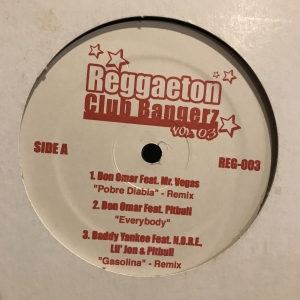 Reggaeton
Club Bangerz
Vol. 03
SIDE A
REG-003
1. Don Omar Feat. Mr. Vegas
"Pobre Diabla" - Remix
2. Don Omar Feat. Pitbull
"Everybody"
3. Daddy Yankee Feat. N.O.R.E.,
Lil' Jon & Pitbull
"Gasolina" - Remix